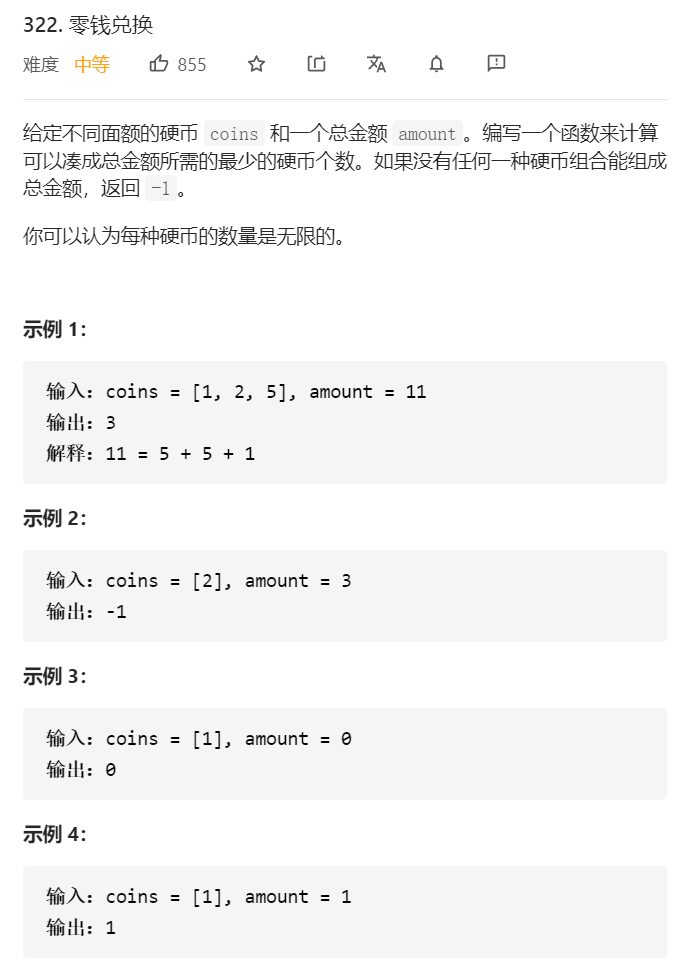 322. 零钱兑换
难度 中等 855
给定不同面额的硬币 coins 和一个总金额 amount。编写一个函数来计算
可以凑成总金额所需的最少的硬币个数。如果没有任何一种硬币组合能组成
总金额，返回 -1。
你可以认为每种硬币的数量是无限的。
示例 1：
输入：coins = [1, 2, 5], amount = 11
输出：3
解释：11 = 5 + 5 + 1
示例 2：
输入：coins = [2], amount = 3
输出：-1
示例 3：
输入：coins = [1], amount = 0
输出：0
示例 4：
输入：coins = [1], amount = 1
输出：1